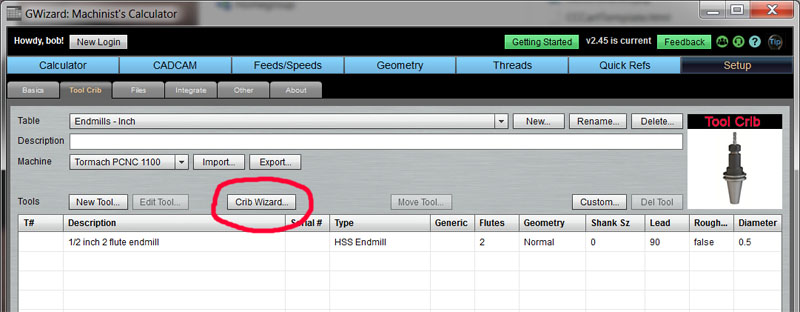 GWizard: Machinist's Calculator
Howdy, bob! New Login Getting Started v2.45 is current Feedback ? Tip
Calculator CADCAM Feeds/Speeds Geometry Threads Quick Refs Setup
Basics Tool Crib Files Integrate Other About
Table Endmills - Inch New... Rename... Delete... Tool Crib
Description
Machine Tormach PCNC 1100 Import... Export...
Tools New Tool... Edit Tool... Crib Wizard... Move Tool... Custom... Del Tool
T# Description Serial # Type Generic Flutes Geometry Shank Sz Lead Rough... Diameter
1/2 inch 2 flute endmill HSS Endmill 2 Normal 0 90 false 0.5